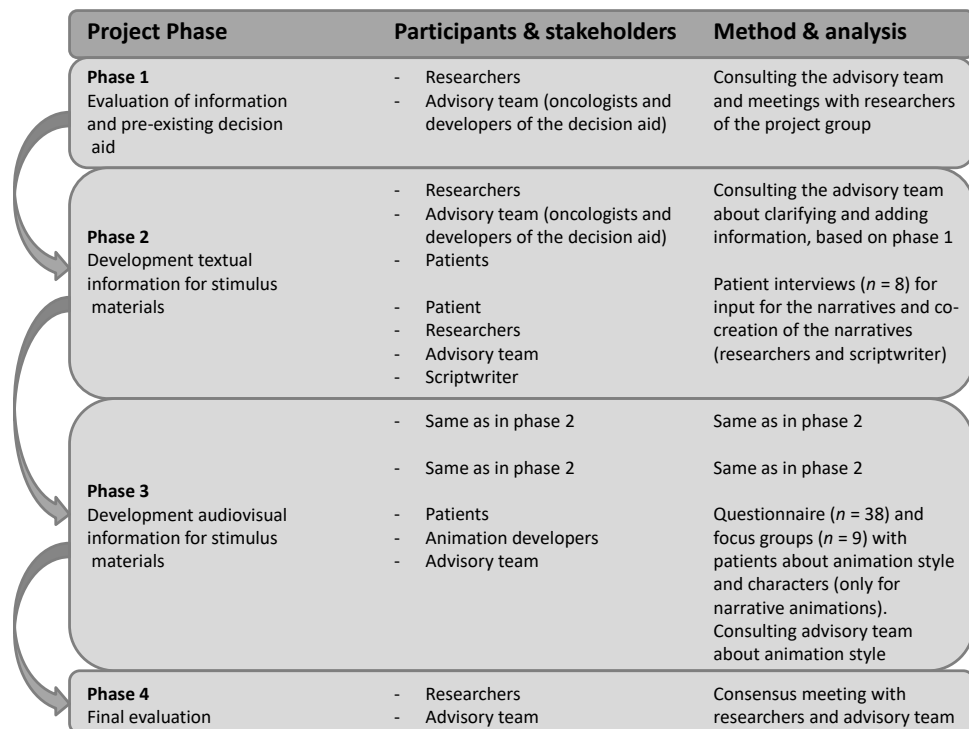 Project Phase
Participants & stakeholders
Method & analysis
Phase 1
Evaluation of information
and pre-existing decision
aid
- Researchers
- Advisory team (oncologists and
developers of the decision aid)
Consulting the advisory team
and meetings with researchers
of the project group
Phase 2
Development textual
information for stimulus
materials
- Researchers
- Advisory team (oncologists and
developers of the decision aid)
- Patients
- Patient
- Researchers
- Advisory team
- Scriptwriter
Consulting the advisory team
about clarifying and adding
information, based on phase 1
Patient interviews (n = 8) for
input for the narratives and co-
creation of the narratives
(researchers and scriptwriter)
Phase 3
Development audiovisual
information for stimulus
materials
- Same as in phase 2
- Same as in phase 2
- Patients
- Animation developers
- Advisory team
Same as in phase 2
Same as in phase 2
Questionnaire (n = 38) and
focus groups (n = 9) with
patients about animation style
and characters (only for
narrative animations).
Consulting advisory team
about animation style
Phase 4
Final evaluation
- Researchers
- Advisory team
Consensus meeting with
researchers and advisory team